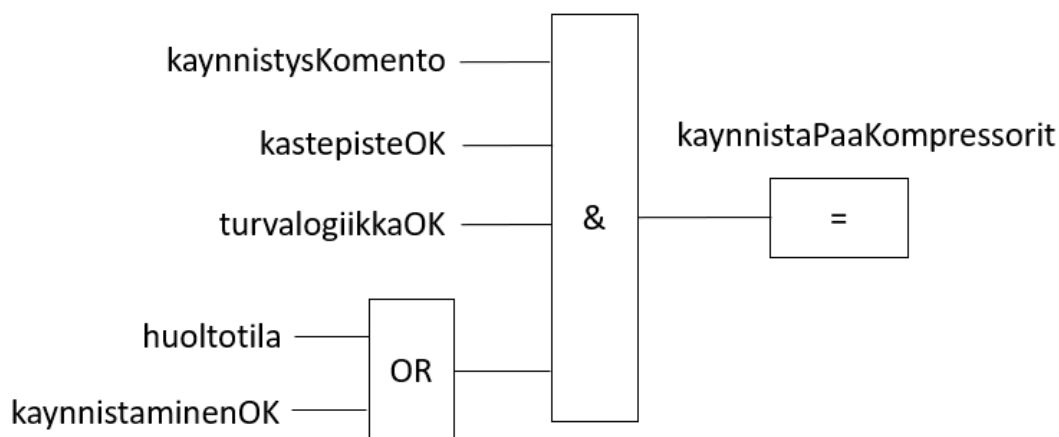 kaynnistysKomento
kastepisteOK
kaynnistaPaaKompressorit
turvalogiikkaOK
&
=
huoltotila
OR
kaynnistaminenOK